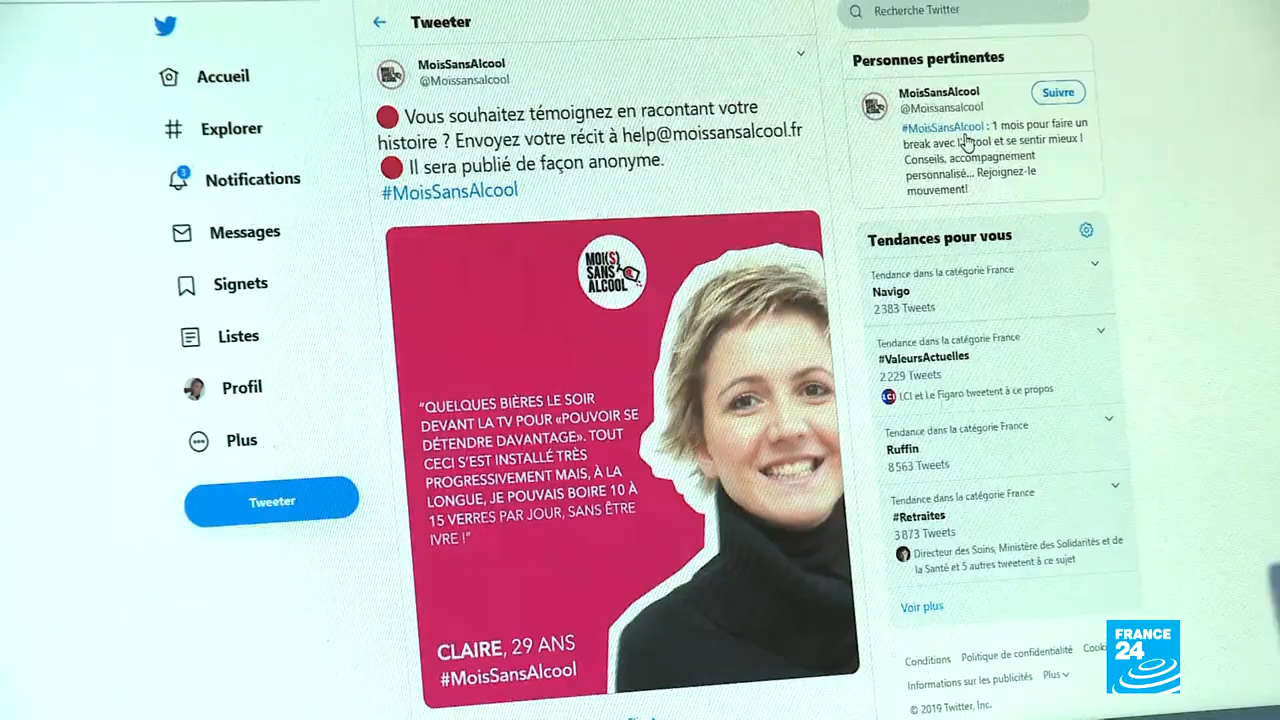 Accueil
Explorer
3
Notifications
Messages
Signets
Listes
Profil
Plus
Tweeter
Tweeter
MoisSansAlcool
@Moissansalcool
Vous souhaitez témoignez en racontant votre
histoire ? Envoyez votre récit à help@moissansalcool.fr
Il sera publié de façon anonyme.
#MoisSansAlcool
MOI(S)
SANS
ALCOOL
“QUELQUES BIÈRES LE SOIR
DEVANT LA TV POUR «POUVOIR SE
DÉTENDRE DAVANTAGE». TOUT
CECI S’EST INSTALLÉ TRÈS
PROGRESSIVEMENT MAIS, À LA
LONGUE, JE POUVAIS BOIRE 10 À
15 VERRES PAR JOUR, SANS ÊTRE
IVRE !”
CLAIRE, 29 ANS
#MoisSansAlcool
Recherche Twitter
Personnes pertinentes
MoisSansAlcool
@Moissansalcool
Suivre
#MoisSansAlcool : 1 mois pour faire un
break avec et se sentir mieux !
Conseils, accompagnement
personnalisé... Rejoignez-le
mouvement!
Tendances pour vous
Tendance dans la catégorie France
Navigo
2 383 Tweets
Tendance dans la catégorie France
#ValeursActuelles
2 229 Tweets
LCI
LCI et Le Figaro tweetent à ce propos
Tendance dans la catégorie France
Ruffin
8 563 Tweets
Tendance dans la catégorie France
#Retraites
3 873 Tweets
Directeur des Soins, Ministère des Solidarités et de
la Santé et 5 autres tweetent à ce sujet
Voir plus
Conditions Politique de confidentialité
Informations sur les publicités Plus
© 2019 Twitter, Inc.
FRANCE
24